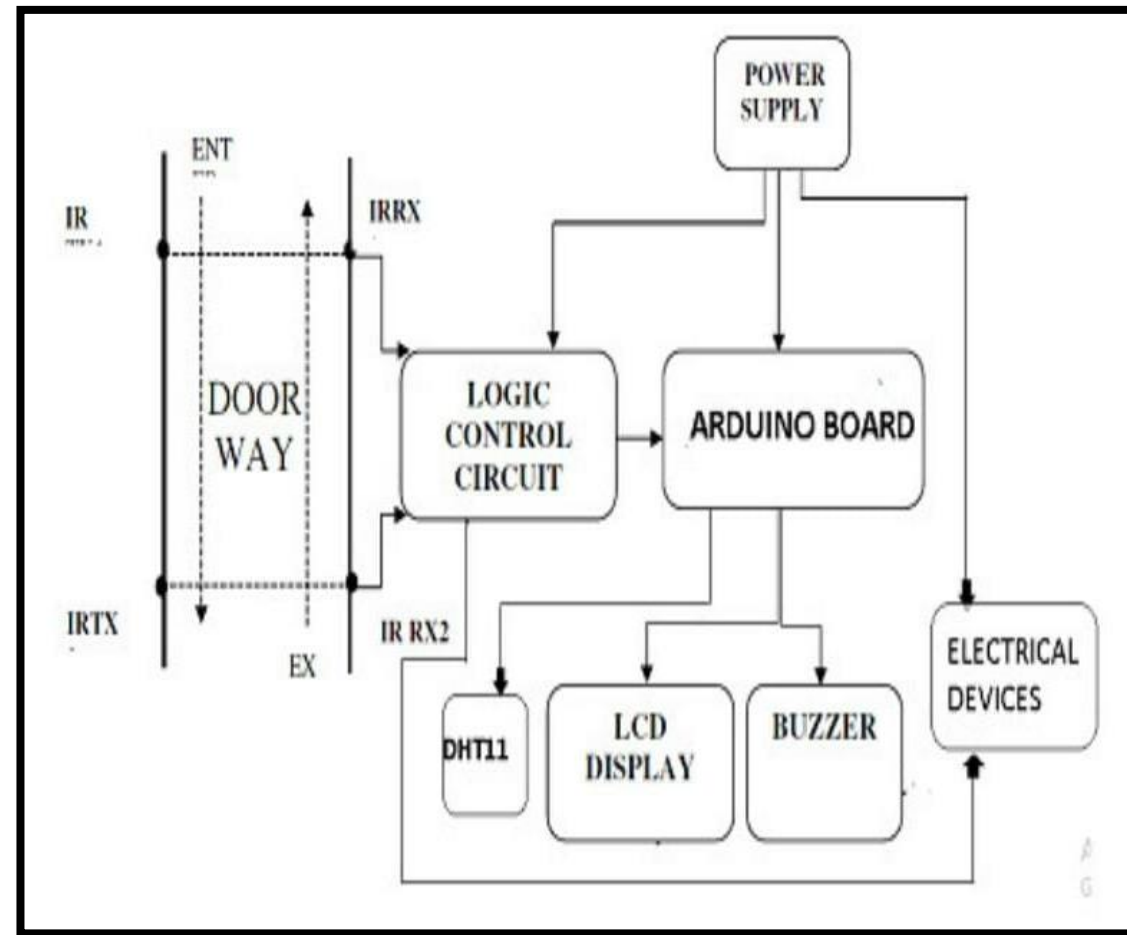 POWER
SUPPLY
ENT
IR
IRRX
DOOR
WAY
LOGIC
CONTROL
CIRCUIT
ARDUINO BOARD
IRTX
IR RX2
EX
ELECTRICAL
DEVICES
DHT11
LCD
DISPLAY
BUZZER
A
G